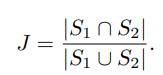 J = |S₁ ∩ S₂| / |S₁ ∪ S₂|.